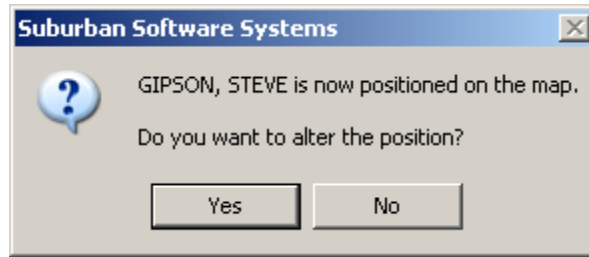 Suburban Software Systems
GIPSON, STEVE is now positioned on the map.
Do you want to alter the position?
Yes
No